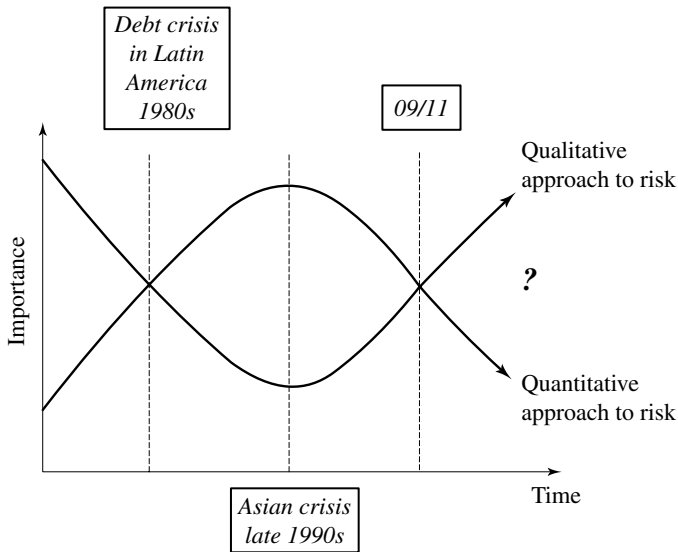 Debt crisis
in Latin
America
1980s
09/11
Qualitative
approach to risk
?
Importance
Quantitative
approach to risk
Time
Asian crisis
late 1990s